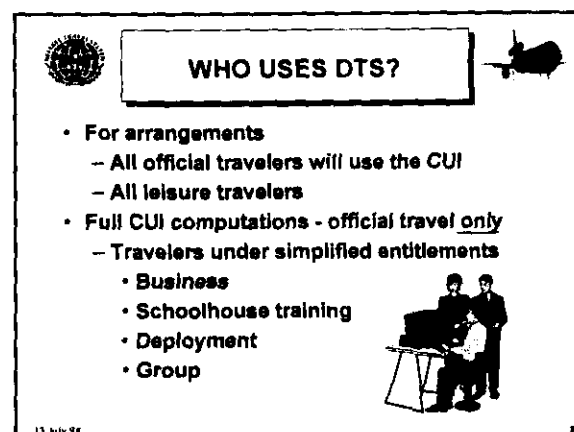 WHO USES DTS?
• For arrangements
– All official travelers will use the CUI
– All leisure travelers
• Full CUI computations - official travel only
– Travelers under simplified entitlements
• Business
• Schoolhouse training
• Deployment
• Group